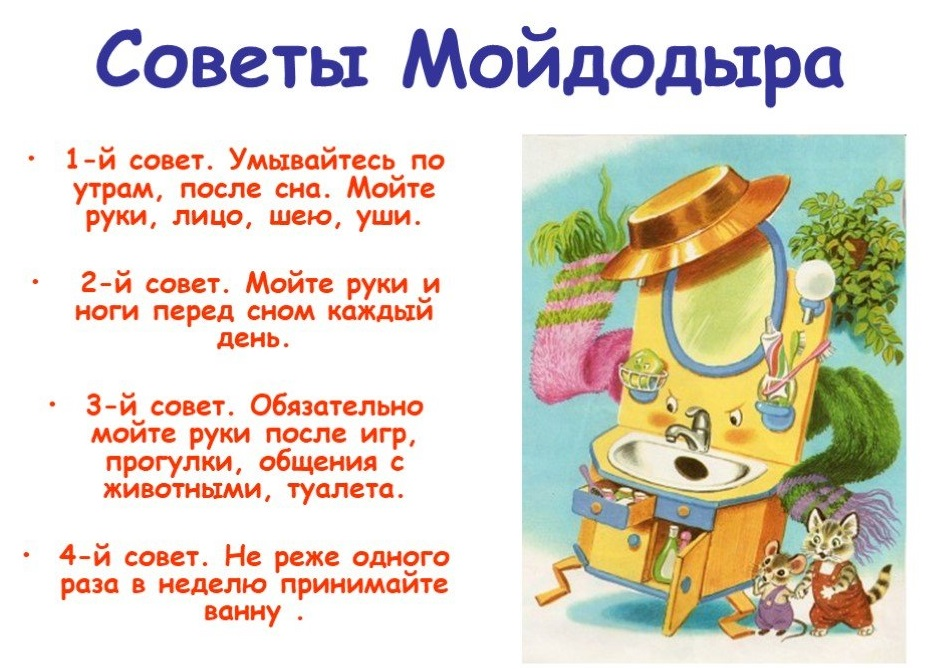 Советы Мойдодыра
• 1-й совет. Умывайтесь по
утрам, после сна. Мойте
руки, лицо, шею, уши.
• 2-й совет. Мойте руки и
ноги перед сном каждый
день.
• 3-й совет. Обязательно
мойте руки после игр,
прогулки, общения с
животными, туалета.
• 4-й совет. Не реже одного
раза в неделю принимайте
ванну .